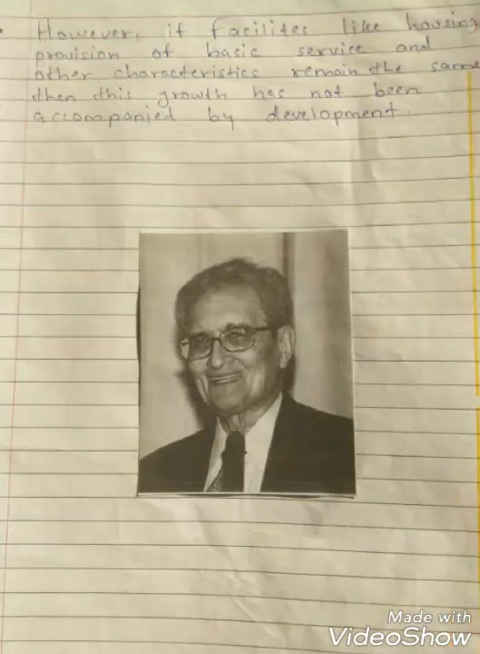 However, if facilites like housing
provision of basic service and
other characteristics remain the same
then this growth has not been
accompanied by development.
Made with
VideoShow